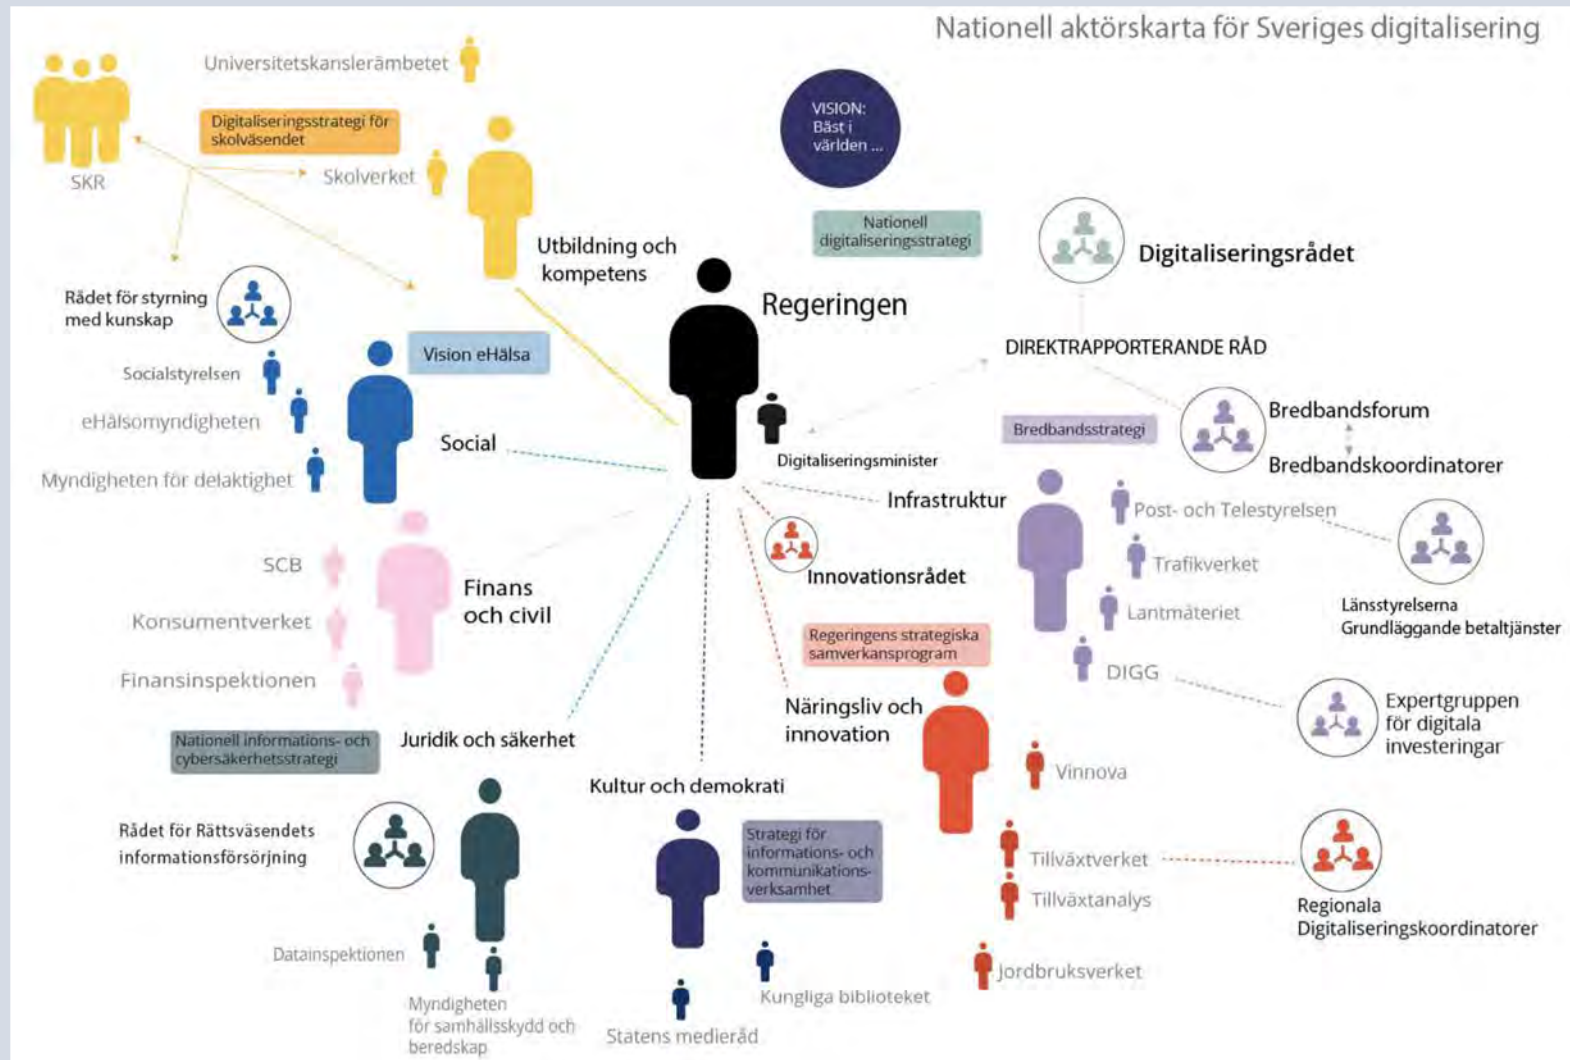 Nationell aktörskarta för Sveriges digitalisering
Universitetskanslerämbetet
SKR
Digitaliseringsstrategi för
skolväsendet
Skolverket
Utbildning och
kompetens
VISION:
Bäst i
världen ...
Nationell
digitaliseringsstrategi
Digitaliseringsrådet
Regeringen
DIREKTRAPPORTERANDE RÅD
Digitaliseringsminister
Rådet för styrning
med kunskap
Vision eHälsa
Socialstyrelsen
eHälsomyndigheten
Myndigheten för delaktighet
Social
Bredbandsstrategi
Bredbandsforum
Bredbandskoordinatorer
Infrastruktur
Post- och Telestyrelsen
Trafikverket
Lantmäteriet
DIGG
Länsstyrelserna
Grundläggande betaltjänster
Expertgruppen
för digitala
investeringar
SCB
Konsumentverket
Finansinspektionen
Finans
och civil
Innovationsrådet
Regeringens strategiska
samverkansprogram
Näringsliv och
innovation
Vinnova
Tillväxtverket
Tillväxtanalys
Jordbruksverket
Regionala
Digitaliseringskoordinatorer
Nationell informations- och
cybersäkerhetsstrategi
Juridik och säkerhet
Rådet för Rättsväsendets
informationsförsörjning
Datainspektionen
Myndigheten
för samhällsskydd och
beredskap
Kultur och demokrati
Strategi för
informations- och
kommunikations-
verksamhet
Kungliga biblioteket
Statens medieråd